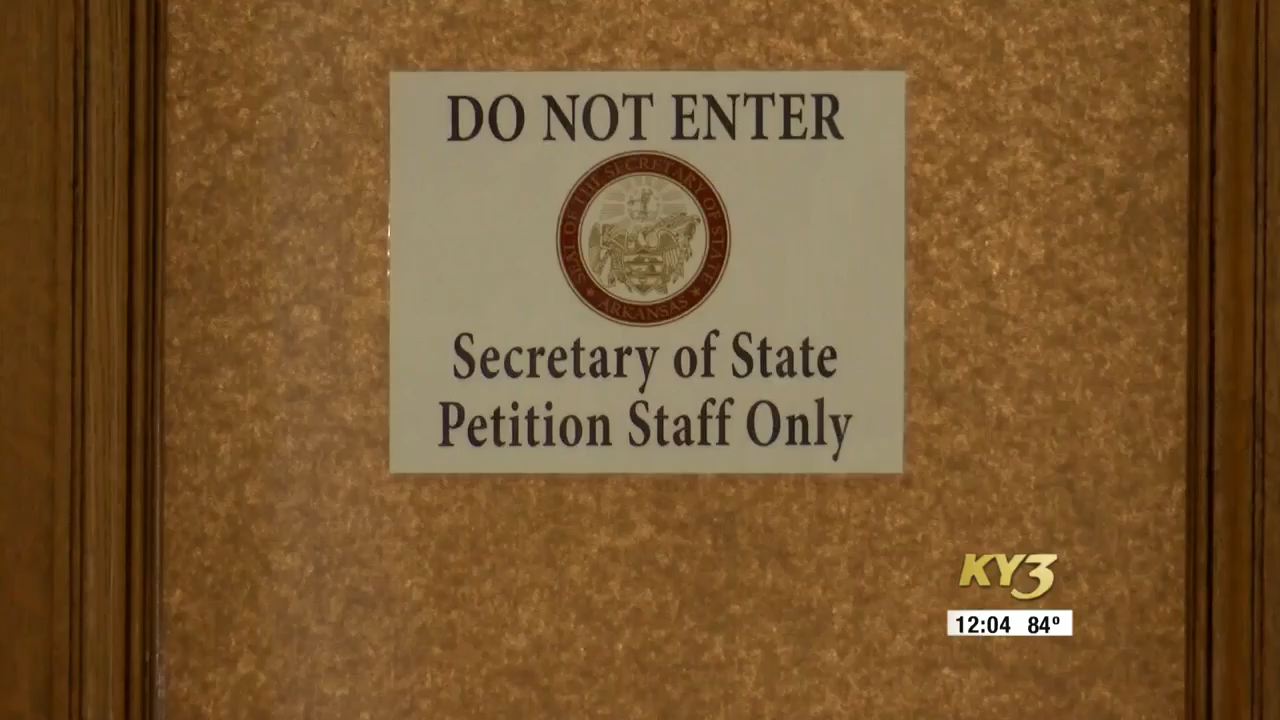 DO NOT ENTER
SEAL OF THE SECRETARY OF STATE
ARKANSAS
Secretary of State
Petition Staff Only
KY3
12:04 84º